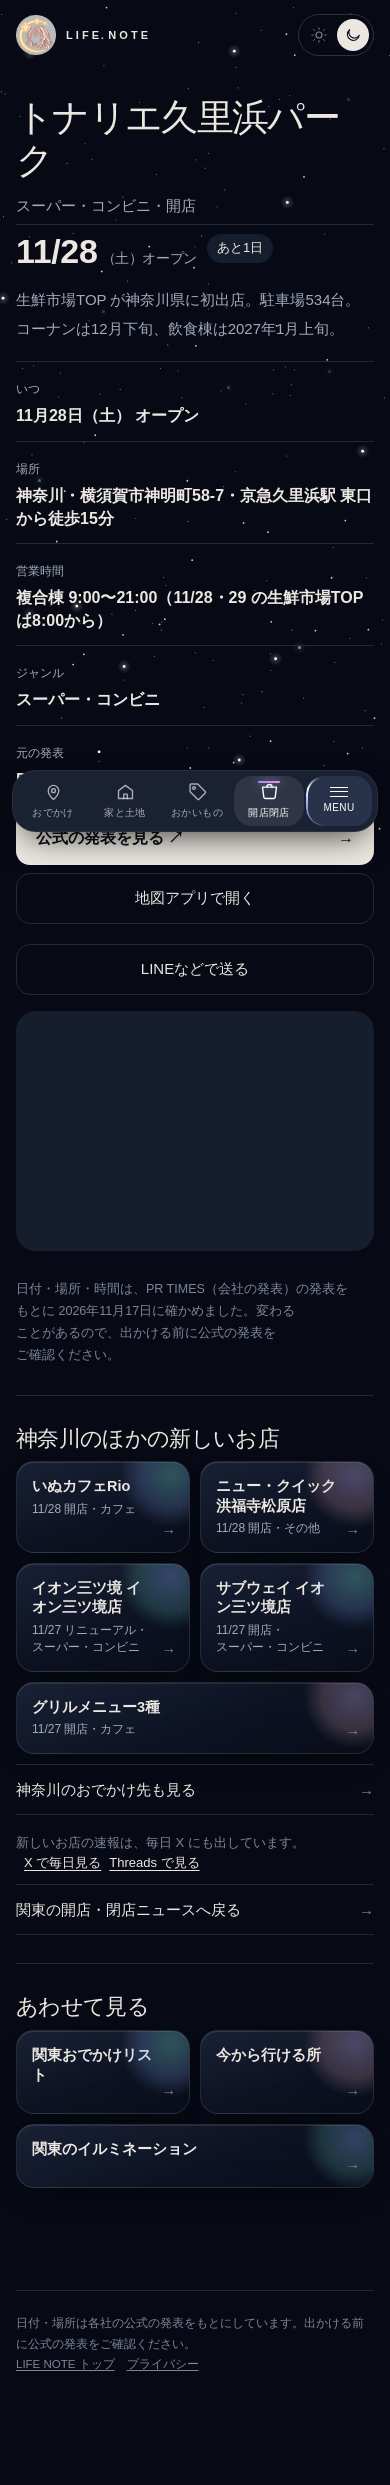 LIFE.NOTE
トナリエ久里浜パー
ク
スーパー・コンビニ・開店
11/28 （土）オープン あと1日
生鮮市場TOP が神奈川県に初出店。駐車場534台。
コーナンは12月下旬、飲食棟は2027年1月上旬。
いつ
11月28日（土） オープン
場所
神奈川・横須賀市神明町58-7・京急久里浜駅 東口
から徒歩15分
営業時間
複合棟 9:00〜21:00（11/28・29 の生鮮市場TOP
は8:00から）
ジャンル
スーパー・コンビニ
元の発表
おでかけ 家と土地 おかいもの 開店閉店 MENU
公式の発表を見る ↗ →
地図アプリで開く
LINEなどで送る
日付・場所・時間は、PR TIMES（会社の発表）の発表を
もとに 2026年11月17日に確かめました。変わる
ことがあるので、出かける前に公式の発表を
ご確認ください。
神奈川のほかの新しいお店
いぬカフェRio
11/28 開店・カフェ
→
ニュー・クイック
洪福寺松原店
11/28 開店・その他 →
イオン三ツ境 イ
オン三ツ境店
11/27 リニューアル・
スーパー・コンビニ →
サブウェイ イオ
ン三ツ境店
11/27 開店・
スーパー・コンビニ →
グリルメニュー3種
11/27 開店・カフェ →
神奈川のおでかけ先も見る →
新しいお店の速報は、毎日 X にも出しています。
X で毎日見る Threads で見る
関東の開店・閉店ニュースへ戻る →
あわせて見る
関東おでかけリス
ト
→
今から行ける所
→
関東のイルミネーション
→
日付・場所は各社の公式の発表をもとにしています。出かける前
に公式の発表をご確認ください。
LIFE NOTE トップ プライバシー